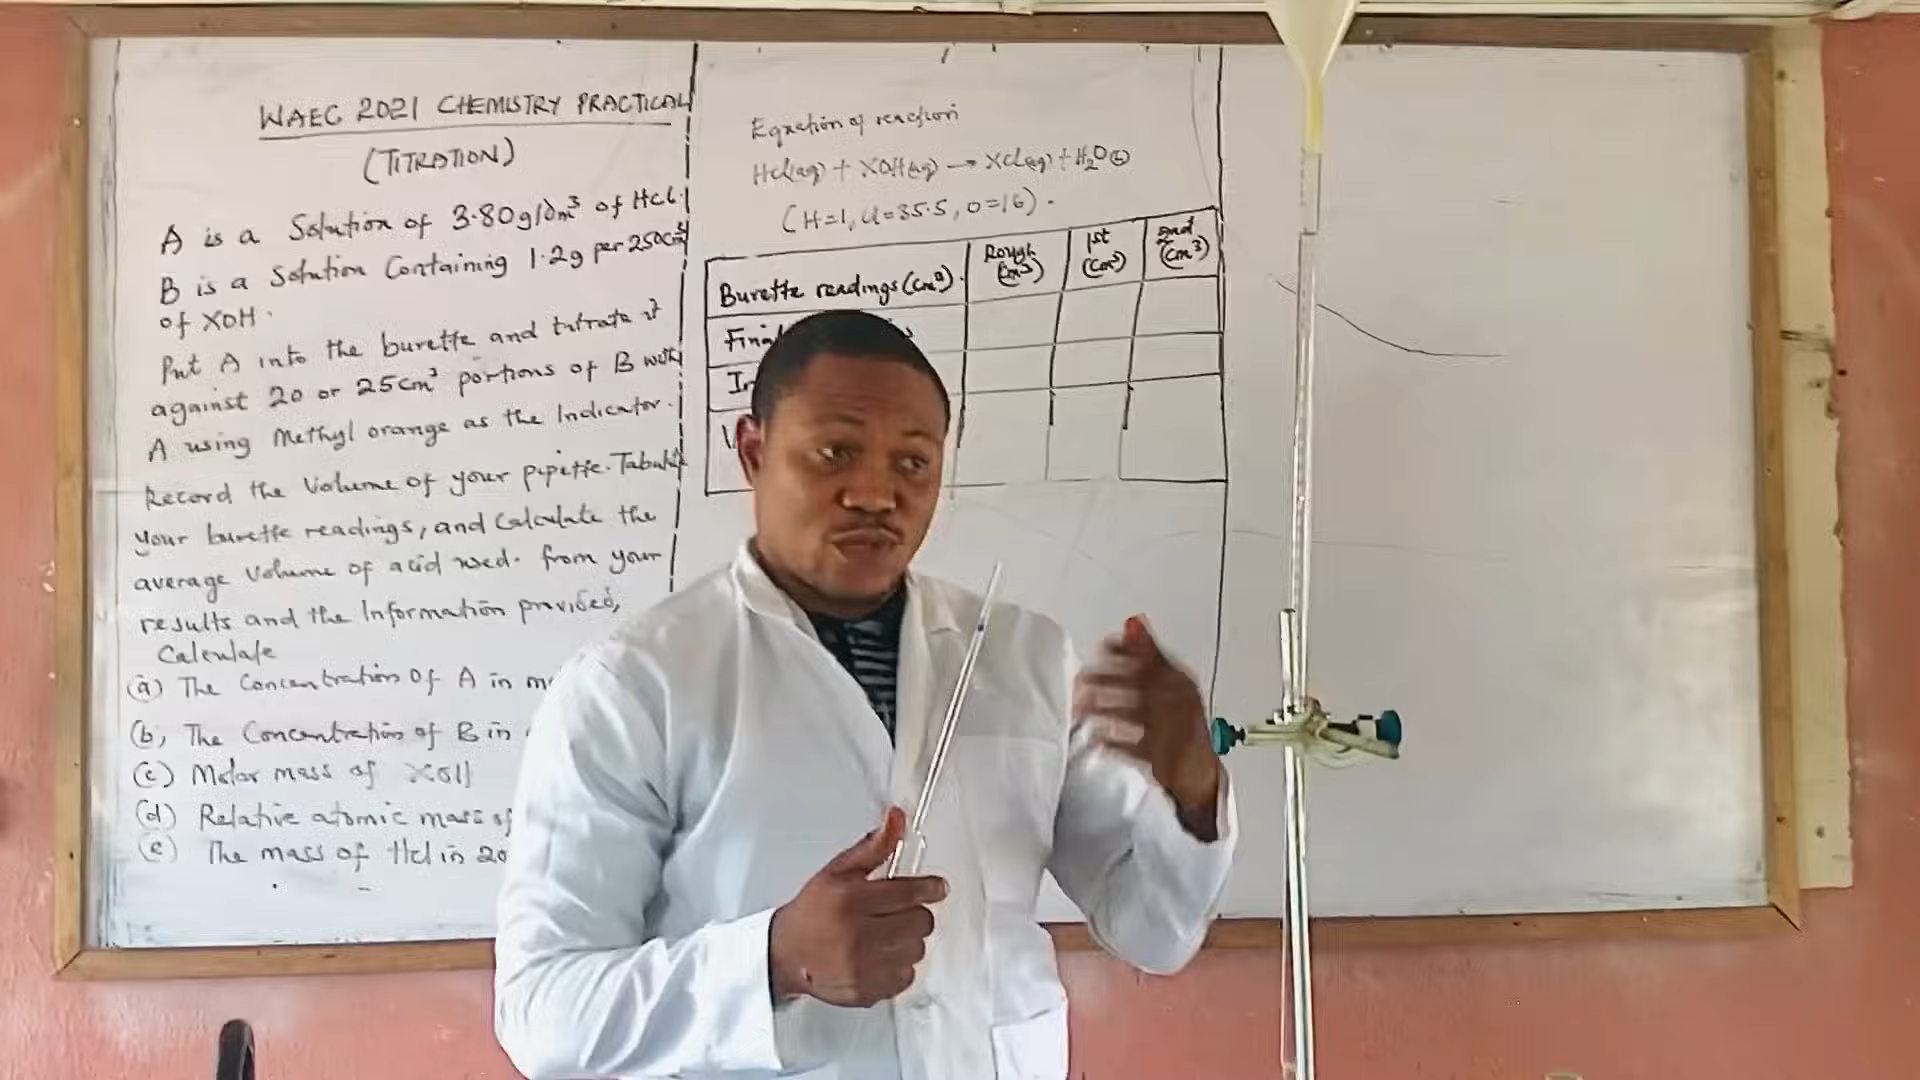 WAEC 2021 CHEMISTRY PRACTICAL
(TITRATION)
A is a Solution of 3.80g/dm³ of HCl.
B is a Solution Containing 1.2g per 250cm³
of XOH.
Put A into the burette and titrate it
against 20 or 25cm³ portions of B with
A using Methyl orange as the Indicator.
Record the Volume of your pipette. Tabulate
your burette readings, and Calculate the
average Volume of acid used. from your
results and the Information provided,
Calculate
(a) The Concentration of A in
(b) The Concentration of B in
(c) Molar mass of XOH
(d) Relative atomic mass of
(e) The mass of HCl in 20
Equation of reaction
HCl(aq) + XOH(aq) → XCl(aq) + H₂O(l)
(H=1, Cl=35.5, O=16).
Burette readings (cm³). Rough (cm³) 1st (cm³) 2nd (cm³)